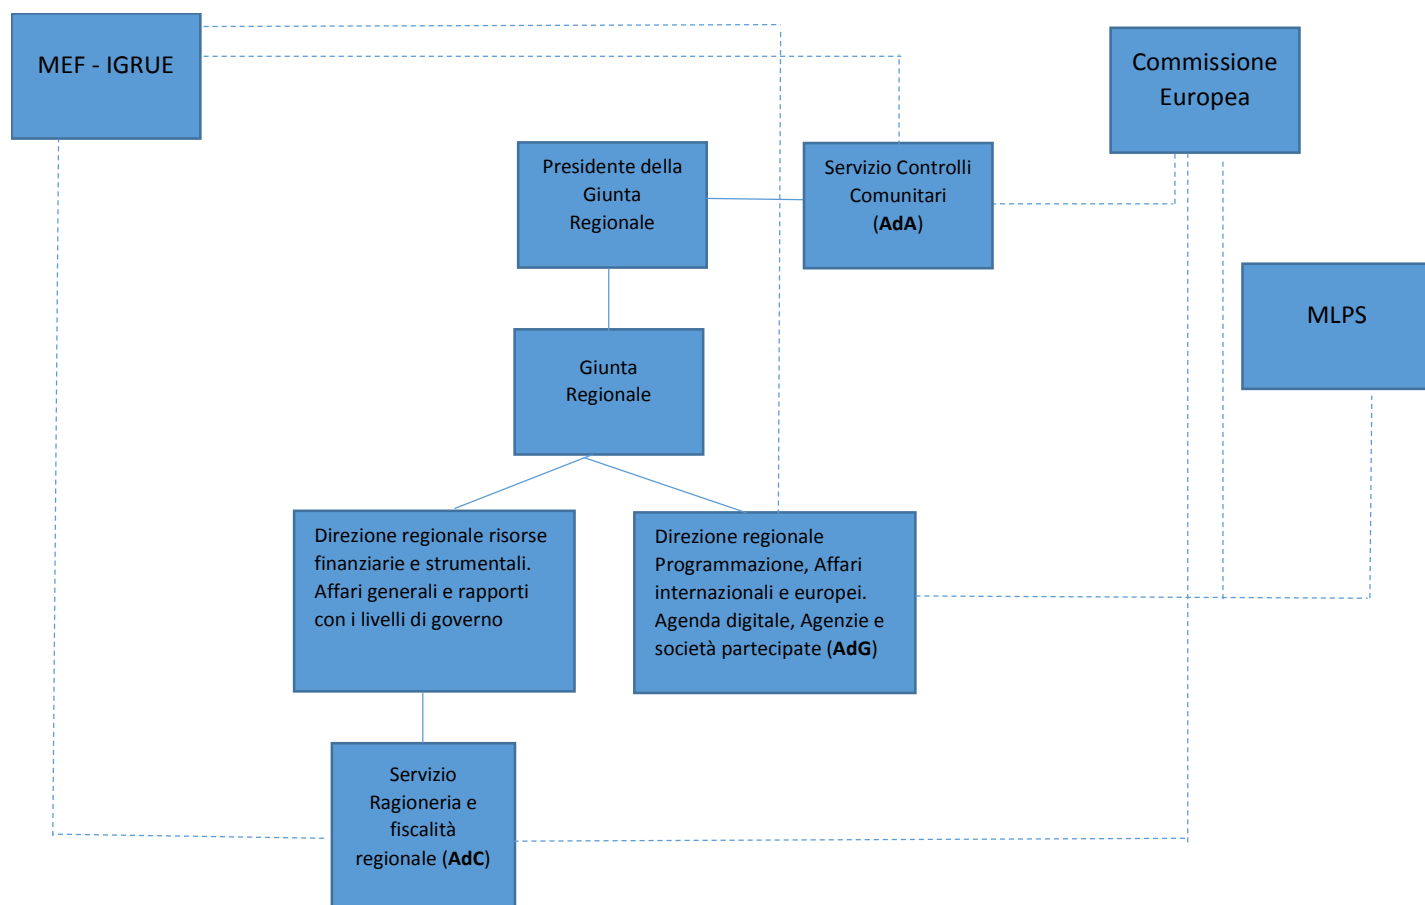 MEF - IGRUE
Commissione
Europea
Presidente della
Giunta
Regionale
Servizio Controlli
Comunitari
(AdA)
MLPS
Giunta
Regionale
Direzione regionale risorse
finanziarie e strumentali.
Affari generali e rapporti
con i livelli di governo
Direzione regionale
Programmazione, Affari
internazionali e europei.
Agenda digitale, Agenzie e
società partecipate (AdG)
Servizio
Ragioneria e
fiscalità
regionale (AdC)